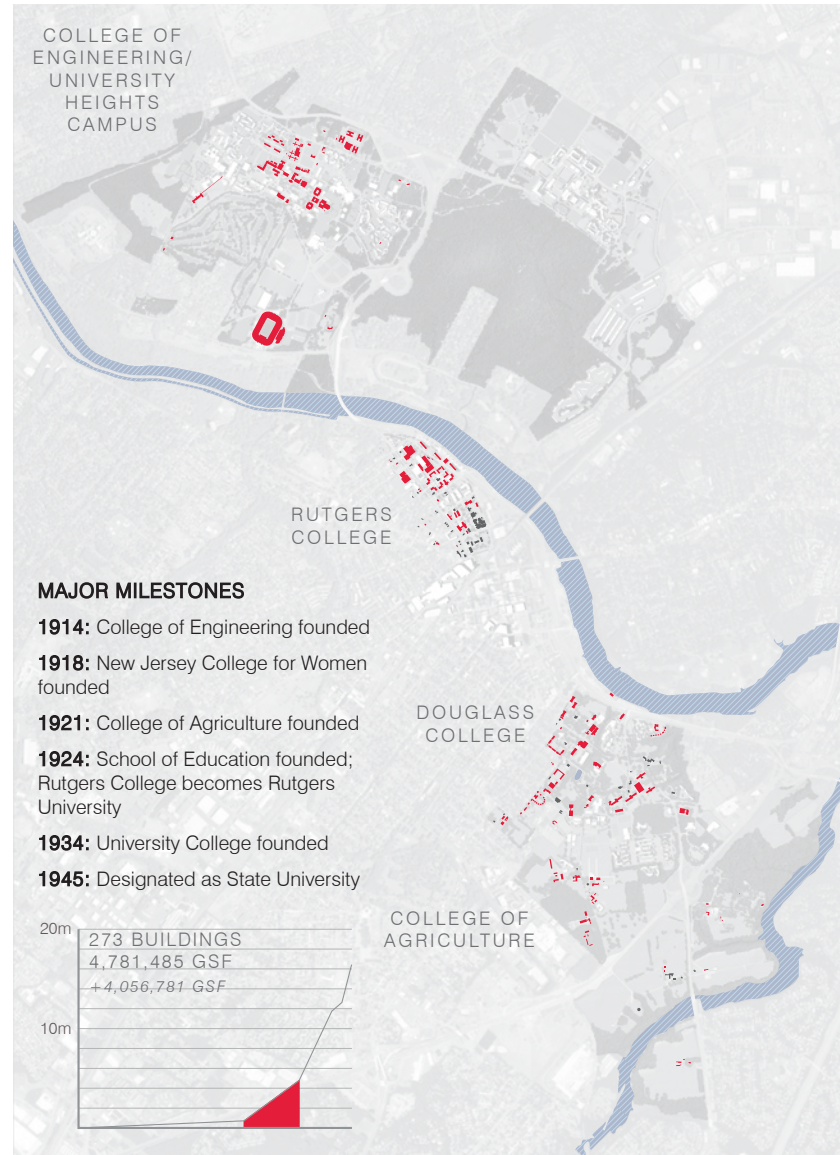 COLLEGE OF
ENGINEERING/
UNIVERSITY
HEIGHTS
CAMPUS
RUTGERS
COLLEGE
MAJOR MILESTONES
1914: College of Engineering founded
1918: New Jersey College for Women
founded
1921: College of Agriculture founded
1924: School of Education founded;
Rutgers College becomes Rutgers
University
1934: University College founded
1945: Designated as State University
DOUGLASS
COLLEGE
COLLEGE OF
AGRICULTURE
20m
273 BUILDINGS
4,781,485 GSF
+4,056,781 GSF
10m